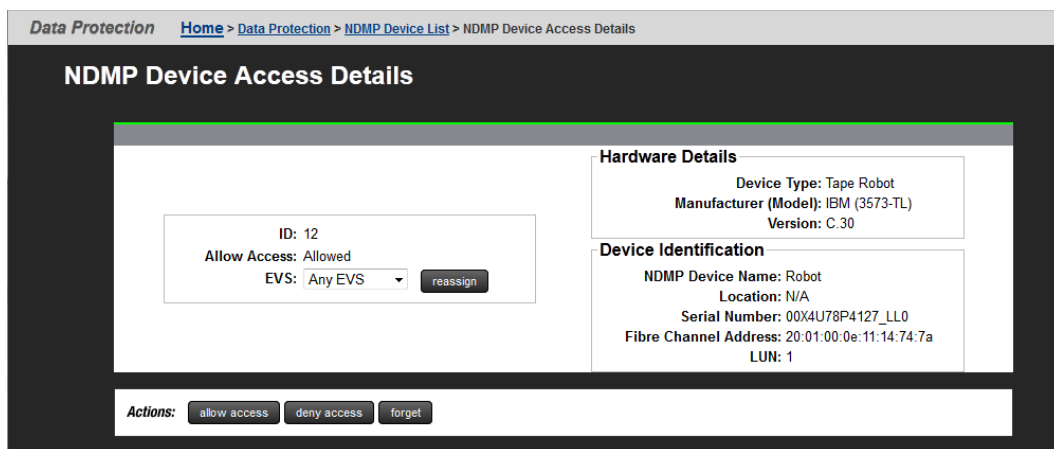 Data Protection Home > Data Protection > NDMP Device List > NDMP Device Access Details
NDMP Device Access Details
ID: 12
Allow Access: Allowed
EVS: Any EVS reassign
Hardware Details
Device Type: Tape Robot
Manufacturer (Model): IBM (3573-TL)
Version: C.30
Device Identification
NDMP Device Name: Robot
Location: N/A
Serial Number: 00X4U78P4127_LL0
Fibre Channel Address: 20:01:00:0e:11:14:74:7a
LUN: 1
Actions: allow access deny access forget